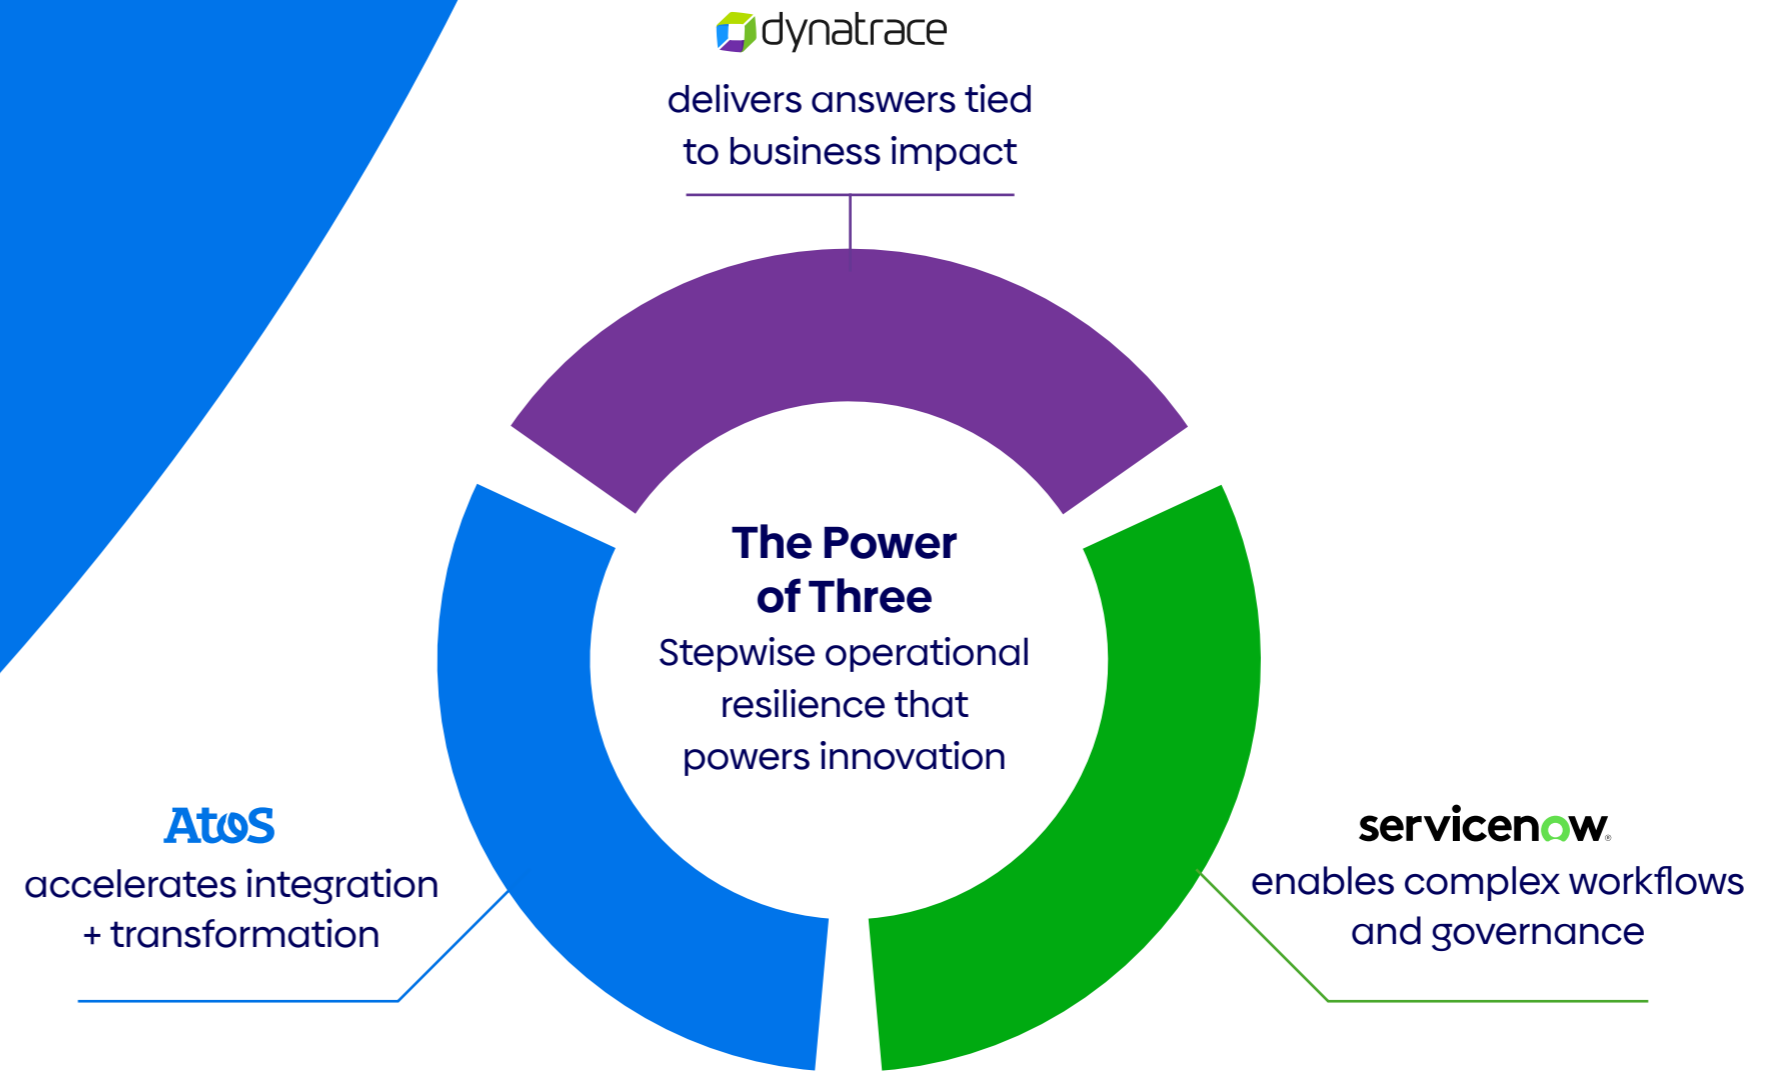 dynatrace
delivers answers tied
to business impact
The Power
of Three
Stepwise operational
resilience that
powers innovation
Atos
accelerates integration
+ transformation
servicenow®
enables complex workflows
and governance